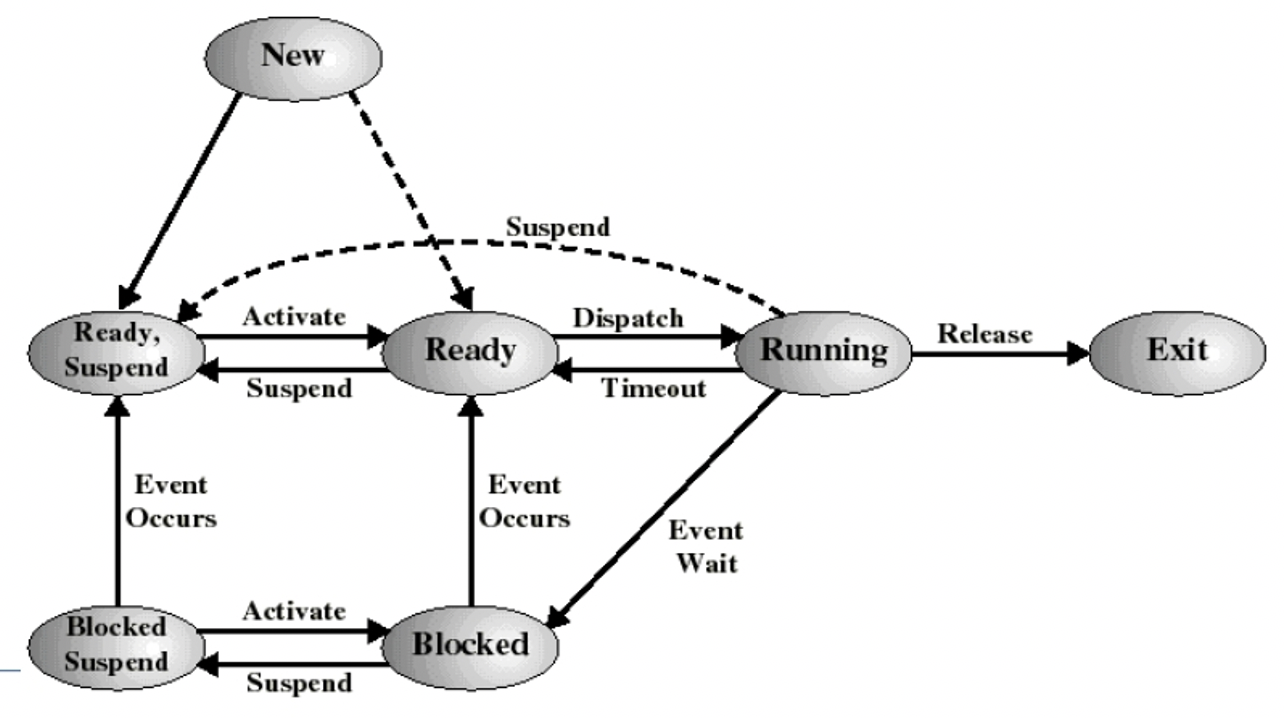 New
Suspend
Activate
Dispatch
Release
Ready,
Suspend
Ready
Running
Exit
Suspend
Timeout
Event
Occurs
Event
Occurs
Event
Wait
Activate
Blocked
Suspend
Blocked
Suspend